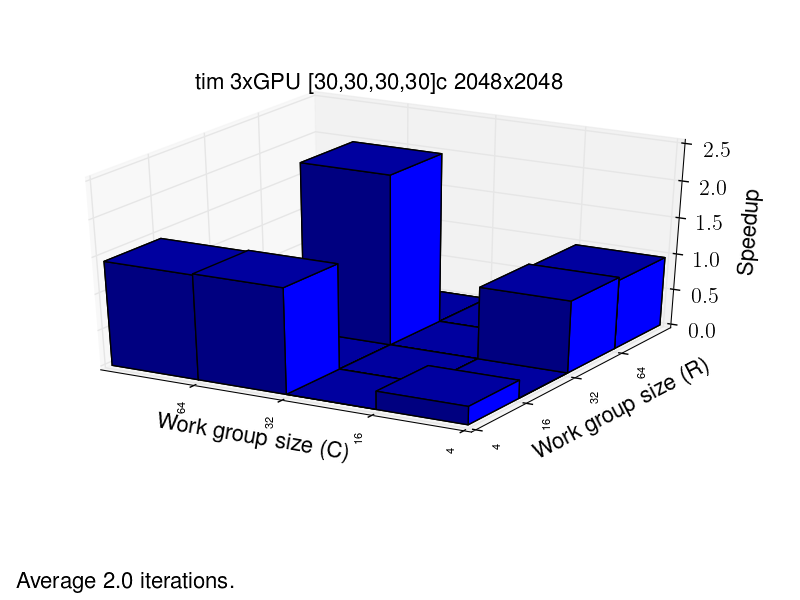 tim 3xGPU [30,30,30,30]c 2048x2048
2.5
2.0
1.5
1.0
0.5
0.0
Speedup
64
32
16
4
Work group size (C)
4
16
32
64
Work group size (R)
Average 2.0 iterations.